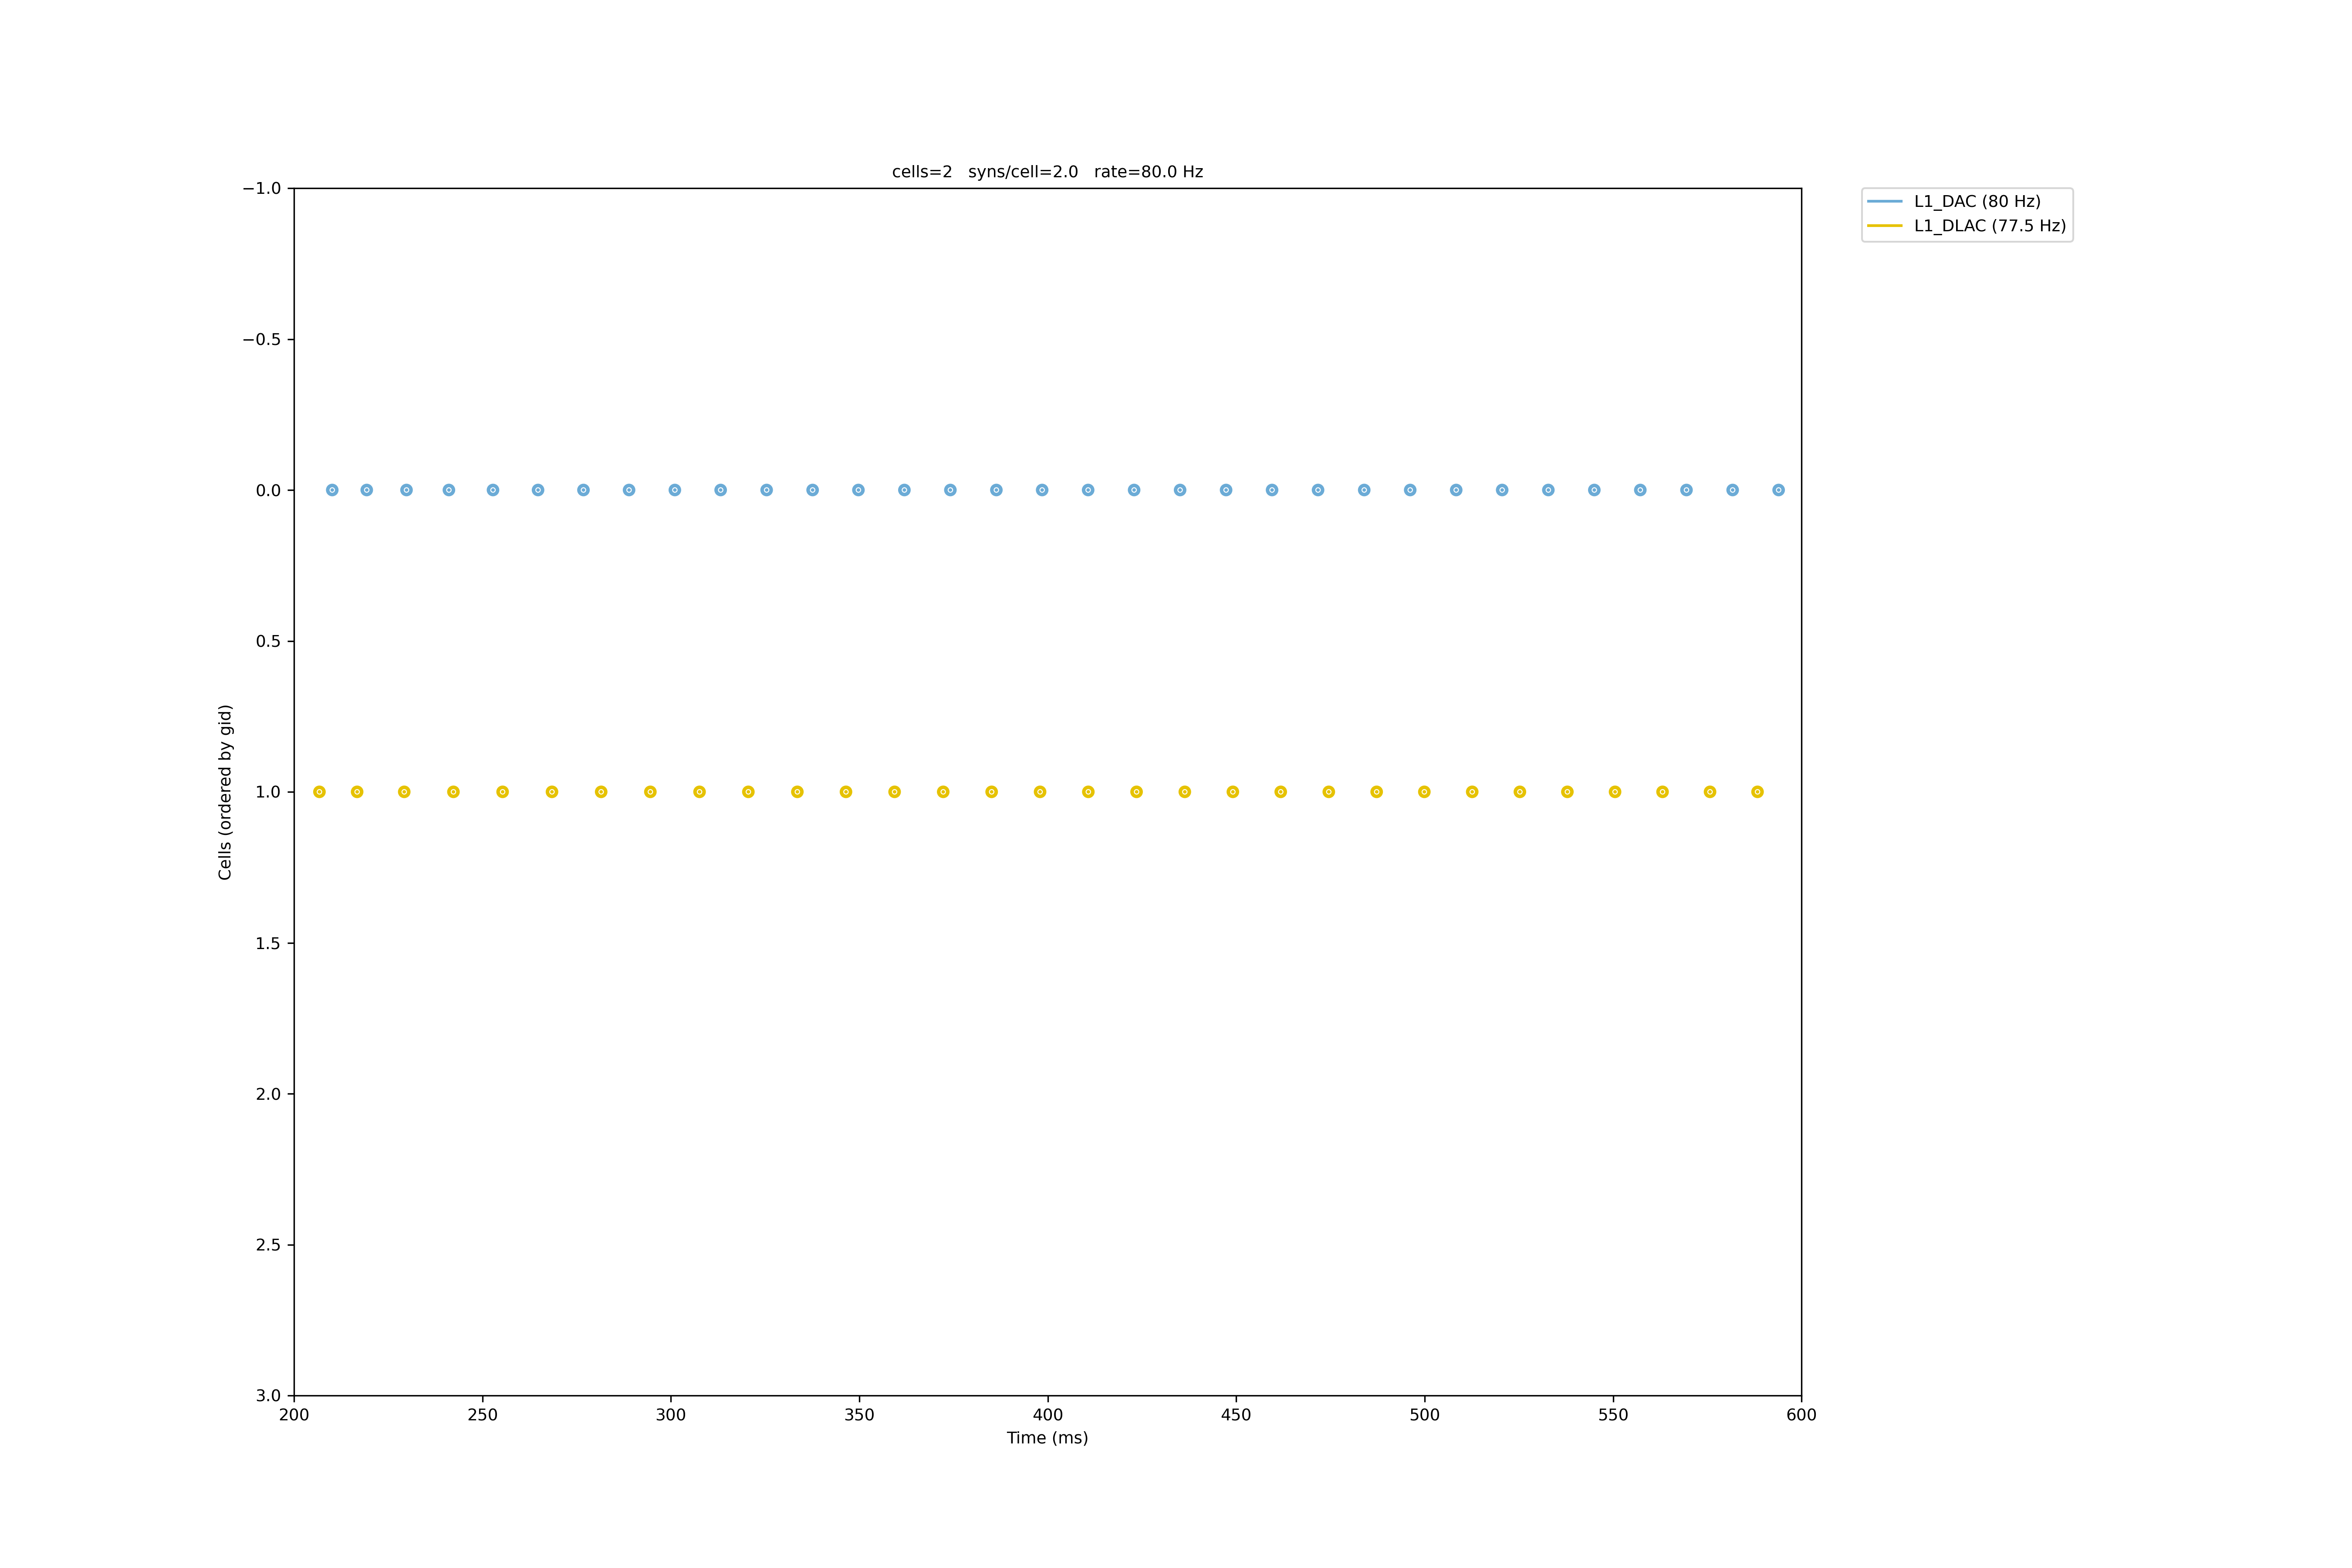 cells=2   syns/cell=2.0   rate=80.0 Hz
L1_DAC (80 Hz)
L1_DLAC (77.5 Hz)
−1.0
−0.5
0.0
0.5
1.0
1.5
2.0
2.5
3.0
Cells (ordered by gid)
200 250 300 350 400 450 500 550 600
Time (ms)